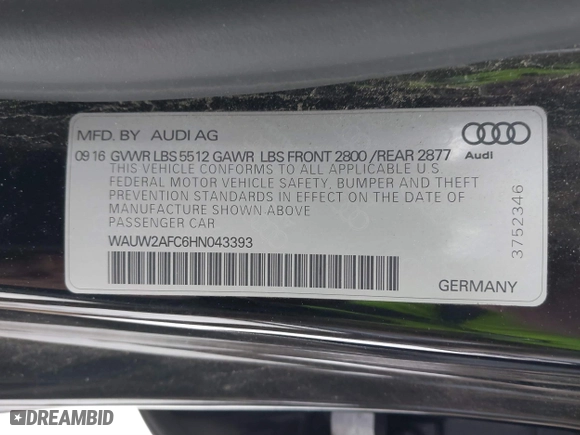 MFD. BY AUDI AG
09 16 GVWR LBS 5512 GAWR LBS FRONT 2800 /REAR 2877
Audi
THIS VEHICLE CONFORMS TO ALL APPLICABLE U S
FEDERAL MOTOR VEHICLE SAFETY, BUMPER AND THEFT
PREVENTION STANDARDS IN EFFECT ON THE DATE OF
MANUFACTURE SHOWN ABOVE
PASSENGER CAR
WAUW2AFC6HN043393
3752346
GERMANY
DREAMBID